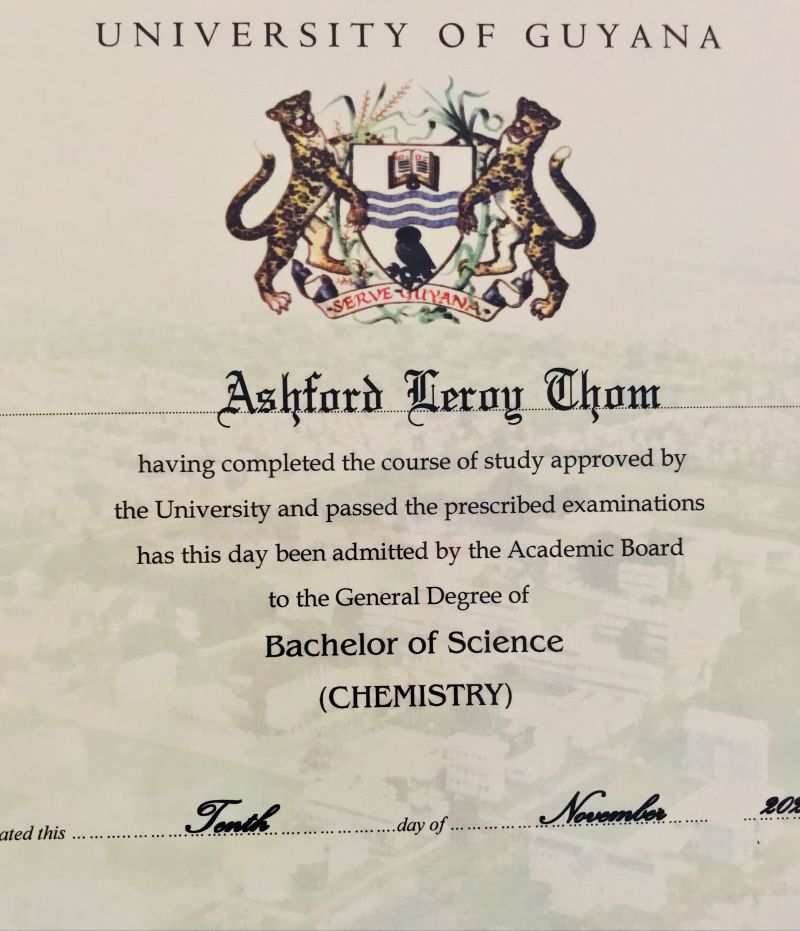 UNIVERSITY OF GUYANA
SERVE GUYANA
Ashford Leroy Thom
having completed the course of study approved by
the University and passed the prescribed examinations
has this day been admitted by the Academic Board
to the General Degree of
Bachelor of Science
(CHEMISTRY)
ated this Tenth day of November 202